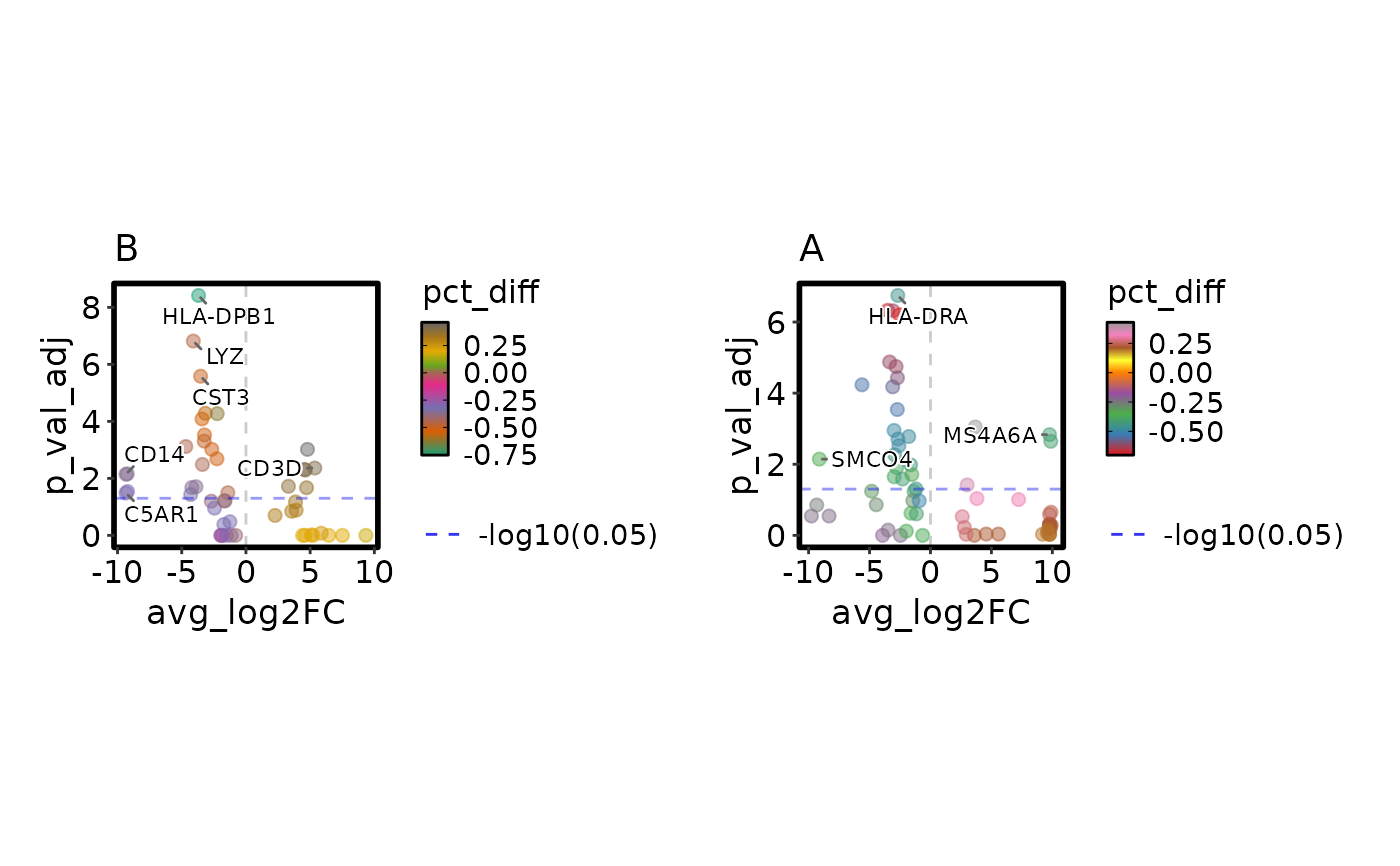 B
p_val_adj
8
6
4
2
0
HLA-DPB1
LYZ
CST3
CD14
CD3D
C5AR1
-10
-5
0
5
10
avg_log2FC
pct_diff
0.25
0.00
-0.25
-0.50
-0.75
-log10(0.05)
A
p_val_adj
6
4
2
0
HLA-DRA
MS4A6A
SMCO4
-10
-5
0
5
10
avg_log2FC
pct_diff
0.25
0.00
-0.25
-0.50
-log10(0.05)